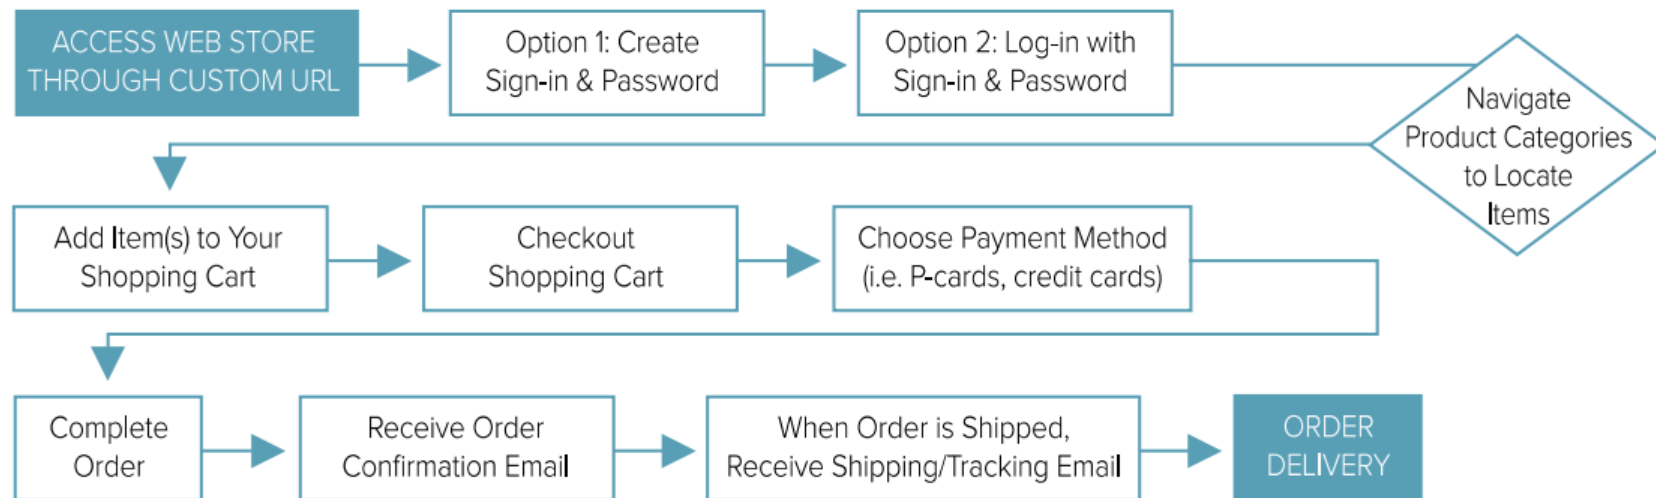 ACCESS WEB STORE
THROUGH CUSTOM URL
Option 1: Create
Sign-in & Password
Option 2: Log-in with
Sign-in & Password
Navigate
Product Categories
to Locate
Items
Add Item(s) to Your
Shopping Cart
Checkout
Shopping Cart
Choose Payment Method
(i.e. P-cards, credit cards)
Complete
Order
Receive Order
Confirmation Email
When Order is Shipped,
Receive Shipping/Tracking Email
ORDER
DELIVERY